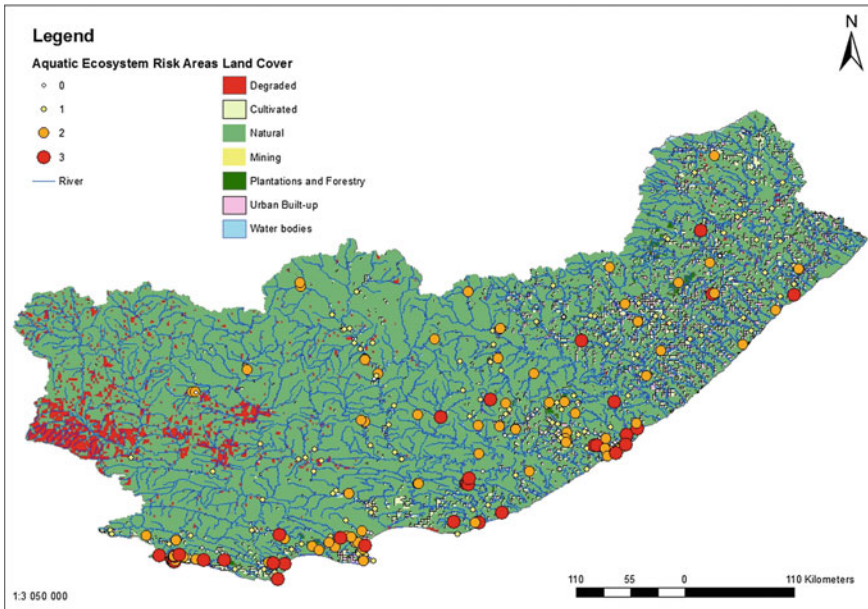 N
Legend
Aquatic Ecosystem Risk Areas Land Cover
0
1
2
3
River
Degraded
Cultivated
Natural
Mining
Plantations and Forestry
Urban Built-up
Water bodies
1:3 050 000
110 55 0 110 Kilometers